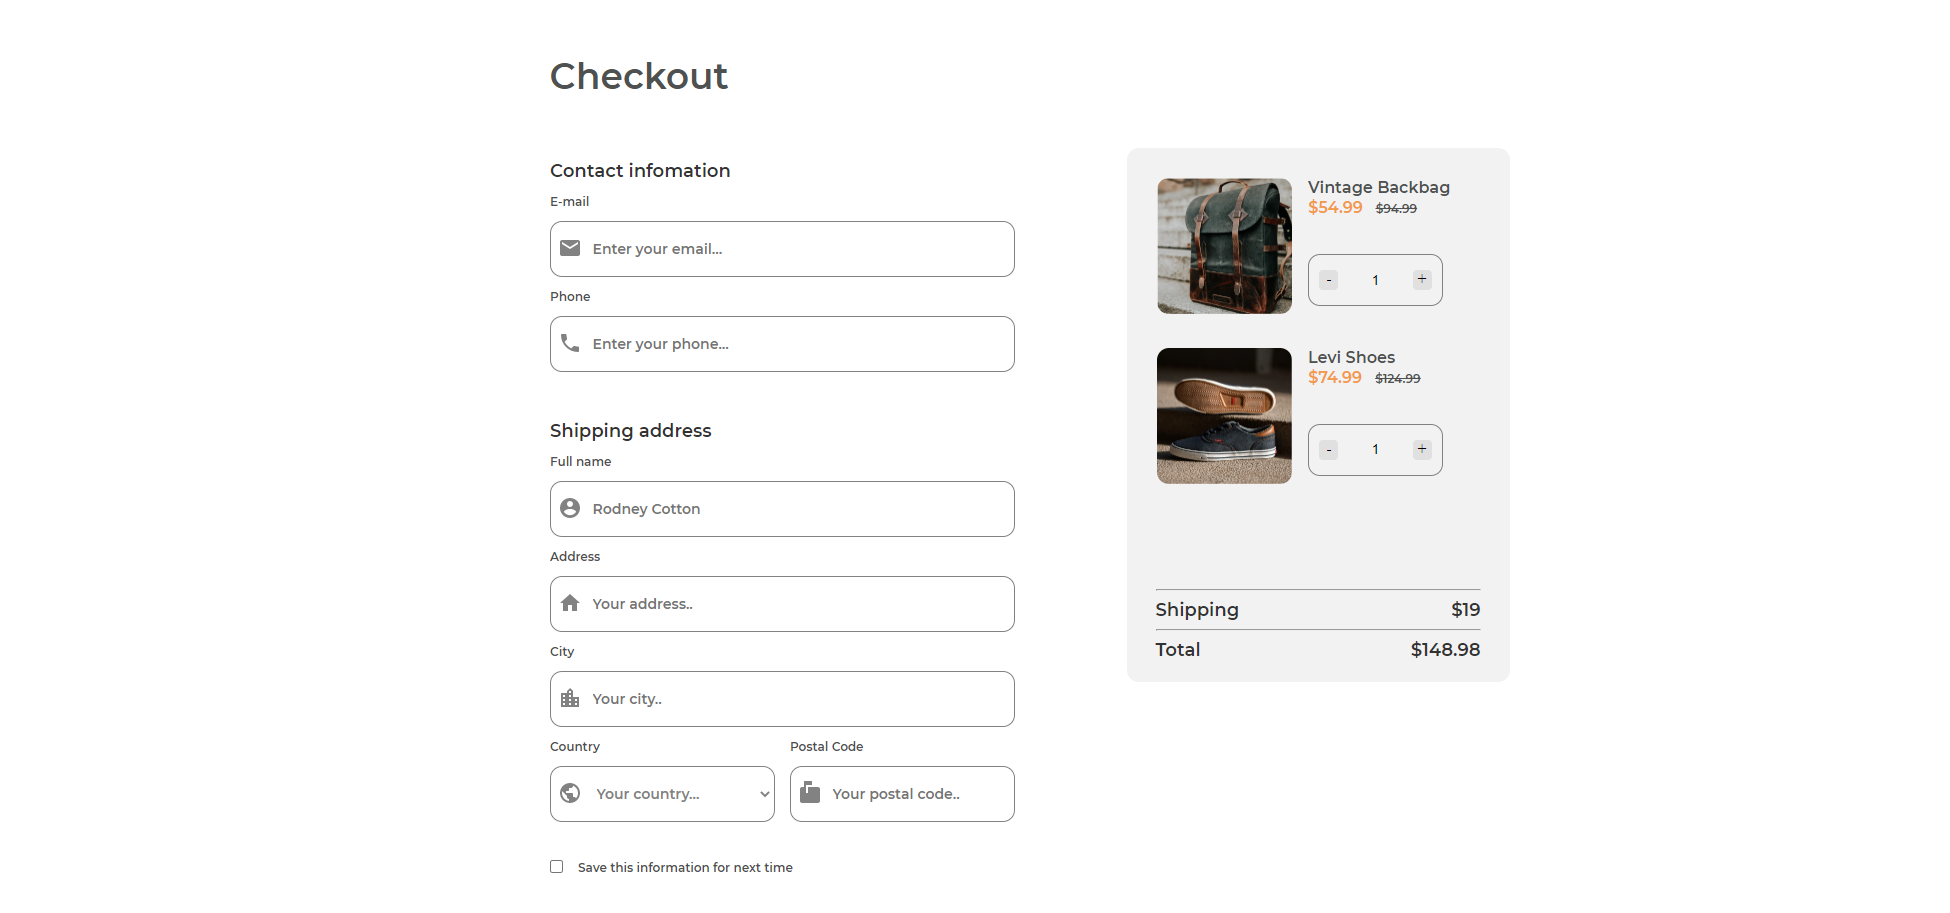 Checkout
Contact infomation
E-mail
Enter your email...
Phone
Enter your phone...
Shipping address
Full name
Rodney Cotton
Address
Your address..
City
Your city..
Country
Your country...
Postal Code
Your postal code..
Save this information for next time
Vintage Backbag
$54.99 $94.99
- 1 +
Levi Shoes
$74.99 $124.99
- 1 +
Shipping $19
Total $148.98